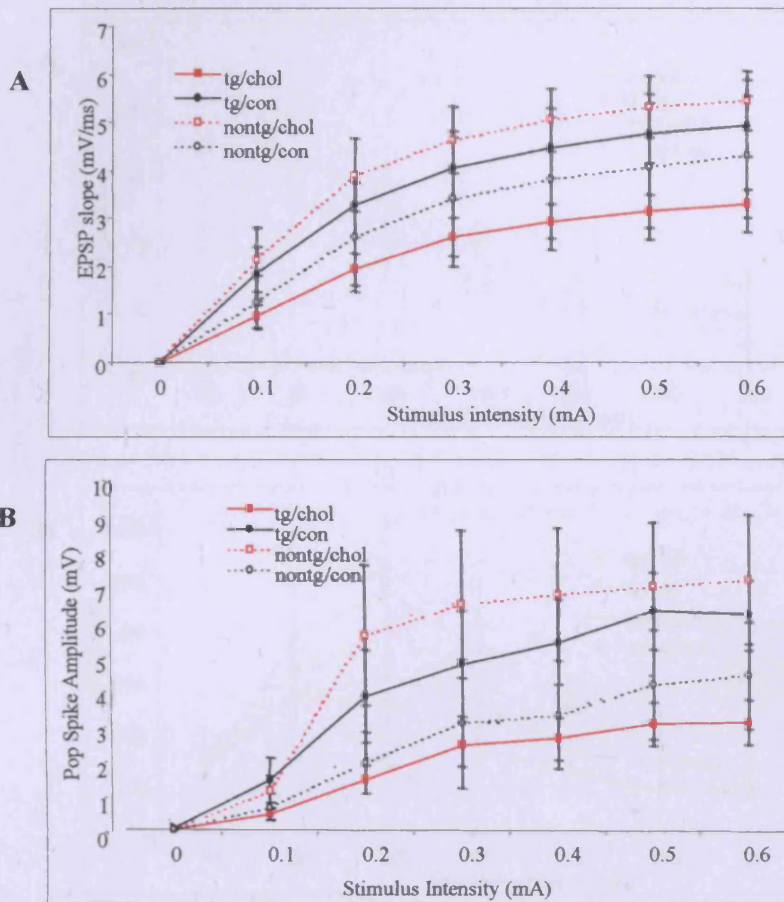 A
7
6
5
4
3
2
1
0
EPSP slope (mV/ms)
tg/chol
tg/con
nontg/chol
nontg/con
0 0.1 0.2 0.3 0.4 0.5 0.6
Stimulus intensity (mA)
B
10
9
8
7
6
5
4
3
2
1
0
Pop Spike Amplitude (mV)
tg/chol
tg/con
nontg/chol
nontg/con
0 0.1 0.2 0.3 0.4 0.5 0.6
Stimulus Intensity (mA)